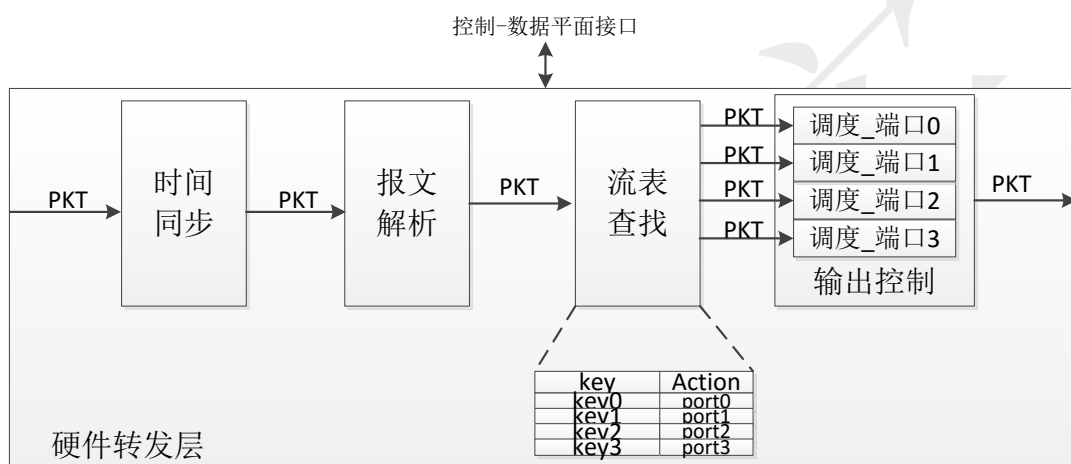 控制-数据平面接口
PKT
时间
同步
PKT
报文
解析
PKT
流表
查找
PKT
PKT
PKT
PKT
调度_端口0
调度_端口1
调度_端口2
调度_端口3
输出控制
PKT
key Action
key0 port0
key1 port1
key2 port2
key3 port3
硬件转发层